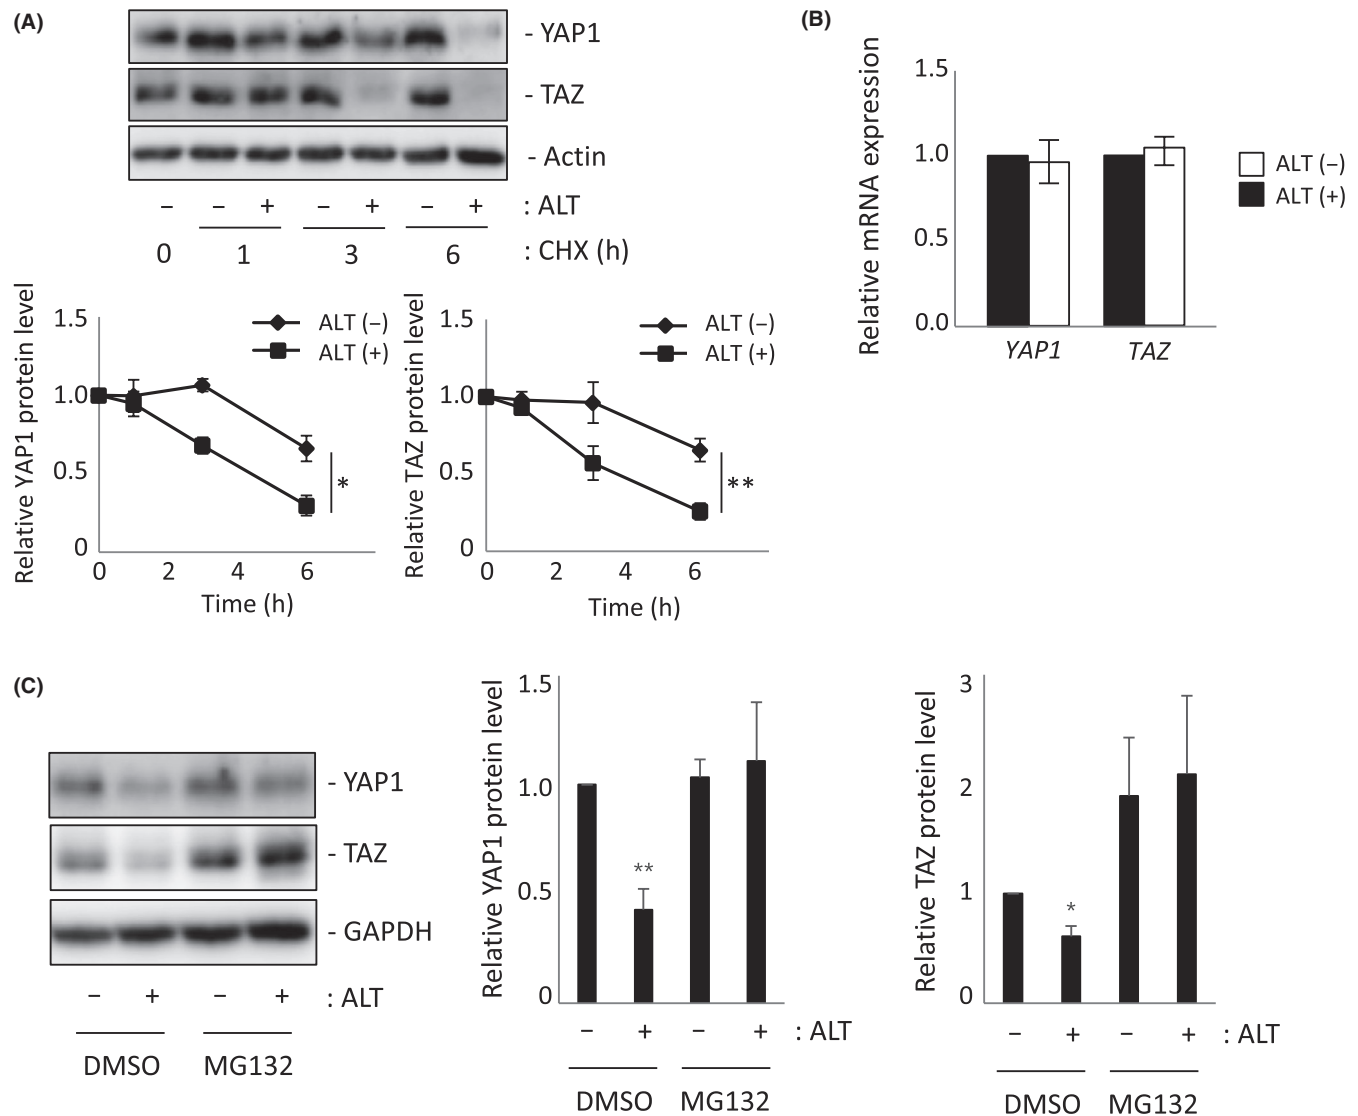 (A)
- YAP1
- TAZ
- Actin
− − + − + − + : ALT
0 1 3 6 : CHX (h)
Relative YAP1 protein level
1.5
1.0
0.5
0
ALT (−)
ALT (+)
*
0 2 4 6
Time (h)
Relative TAZ protein level
1.5
1.0
0.5
0
ALT (−)
ALT (+)
**
0 2 4 6
Time (h)
(B)
Relative mRNA expression
1.5
1.0
0.5
0.0
YAP1 TAZ
ALT (−)
ALT (+)
(C)
- YAP1
- TAZ
- GAPDH
− + − + : ALT
DMSO MG132
Relative YAP1 protein level
1.5
1.0
0.5
0
**
− + − + : ALT
DMSO MG132
Relative TAZ protein level
3
2
1
0
*
− + − + : ALT
DMSO MG132